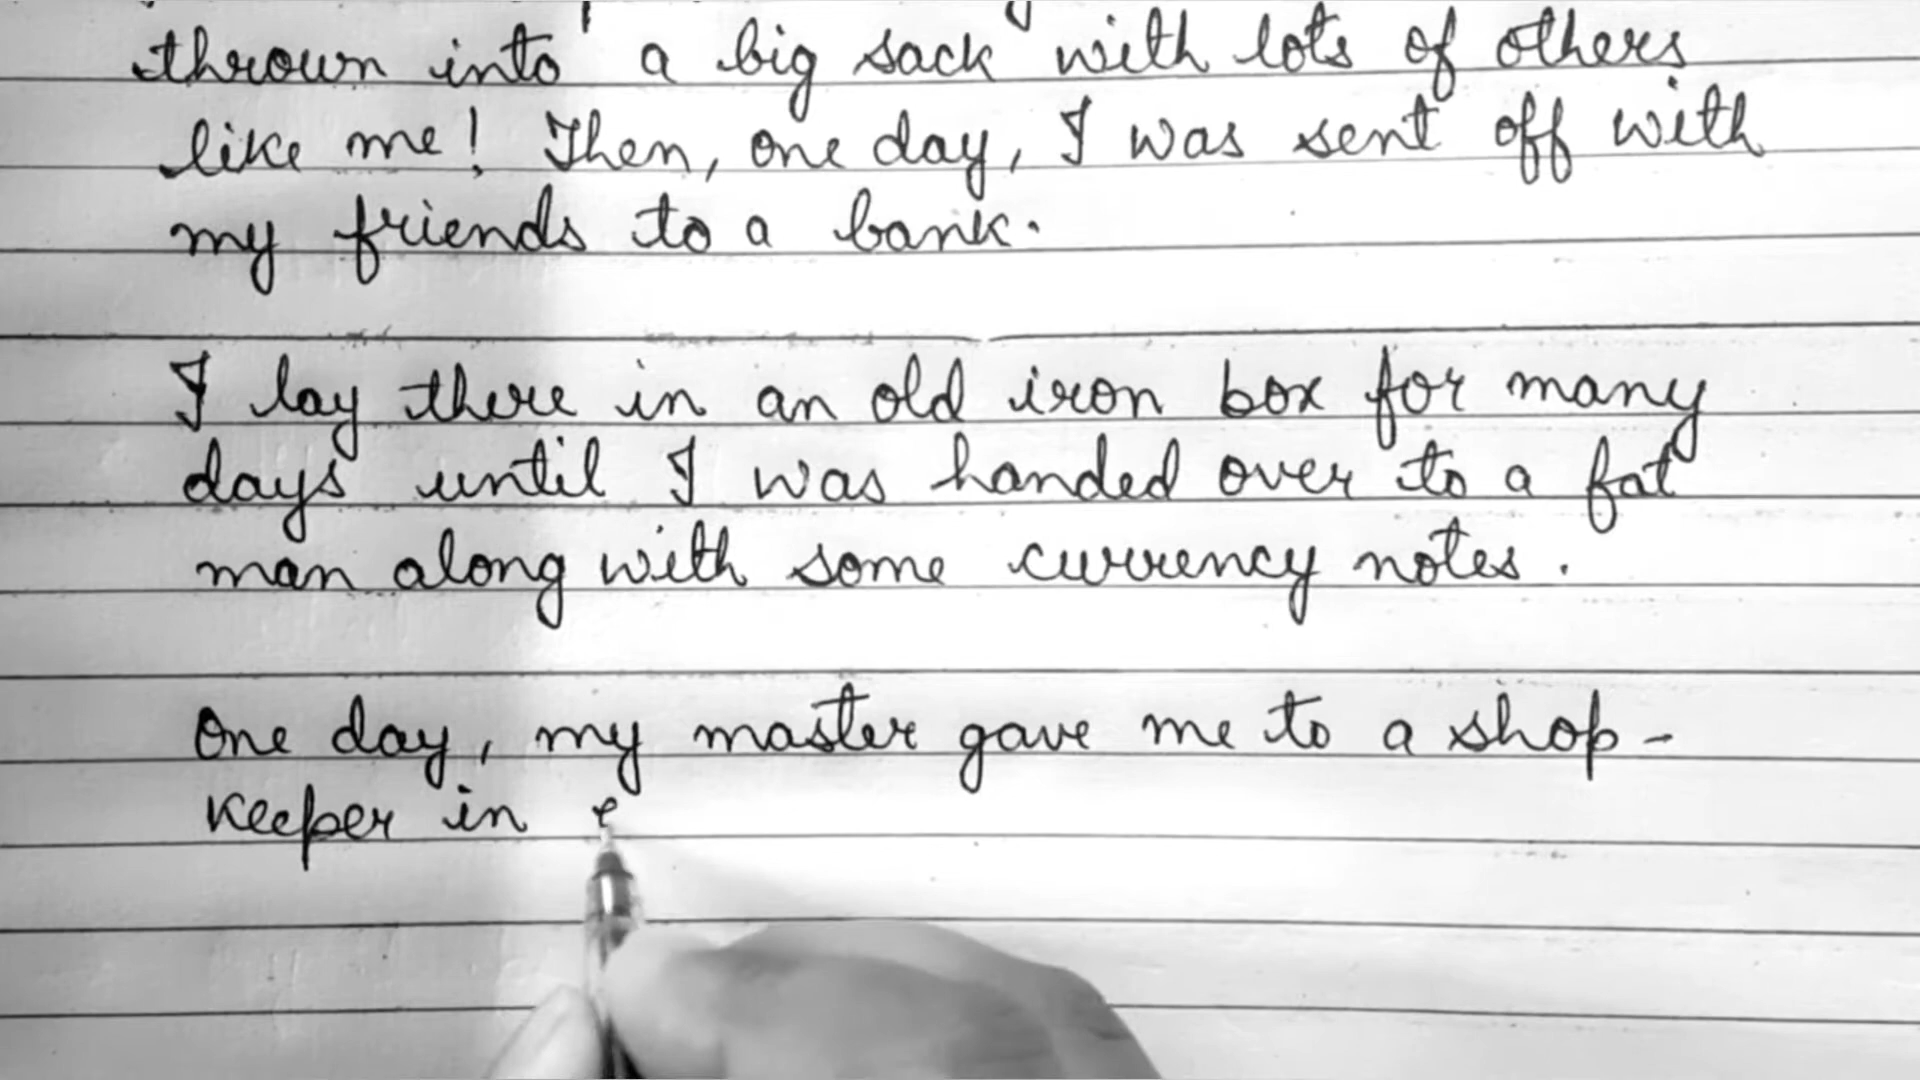 thrown into a big sack with lots of others
like me! Then, one day, I was sent off with
my friends to a bank.
I lay there in an old iron box for many
days until I was handed over to a fat
man along with some currency notes.
One day, my master gave me to a shop-
keeper in e